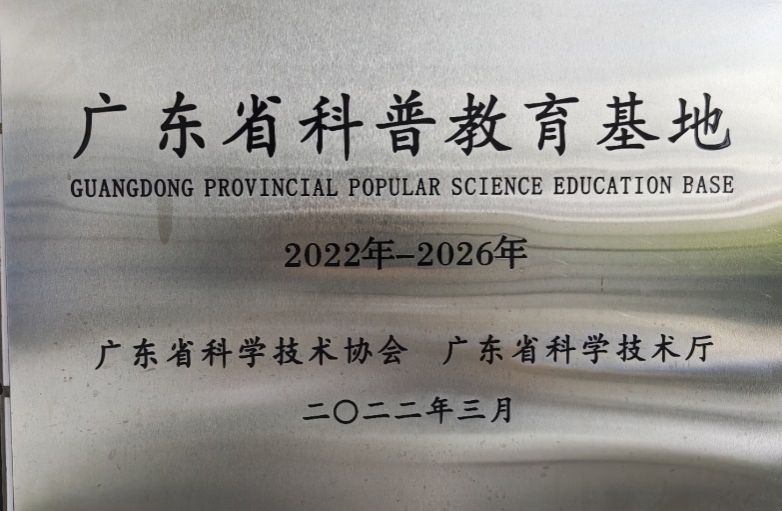 广东省科普教育基地
GUANGDONG PROVINCIAL POPULAR SCIENCE EDUCATION BASE
2022年-2026年
广东省科学技术协会 广东省科学技术厅
二〇二二年三月